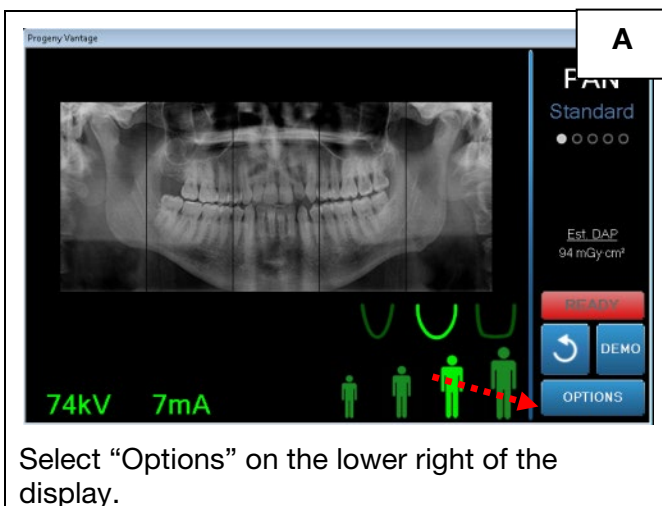 Progeny Vantage
A
PAN
Standard
Est. DAP
94 mGy·cm²
READY
DEMO
OPTIONS
74kV 7mA
Select “Options” on the lower right of the
display.